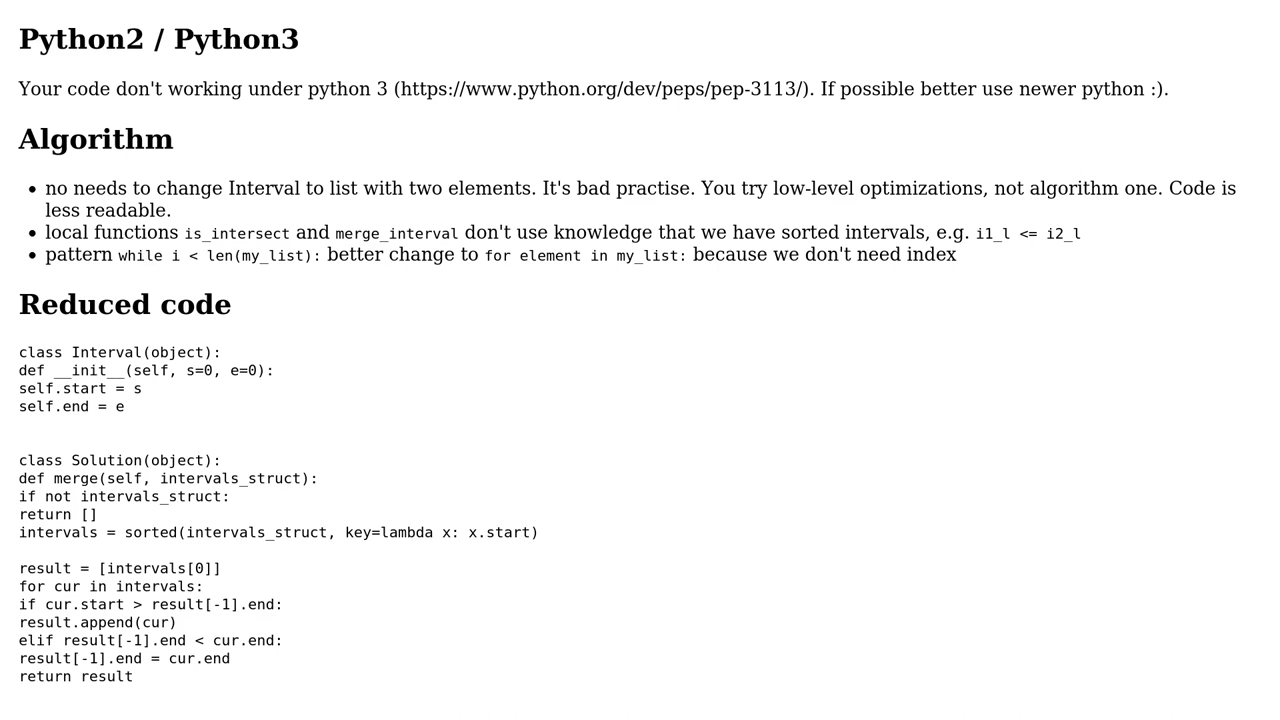 Python2 / Python3
Your code don't working under python 3 (https://www.python.org/dev/peps/pep-3113/). If possible better use newer python :).
Algorithm
• no needs to change Interval to list with two elements. It's bad practise. You try low-level optimizations, not algorithm one. Code is
less readable.
• local functions is_intersect and merge_interval don't use knowledge that we have sorted intervals, e.g. i1_l <= i2_l
• pattern while i < len(my_list): better change to for element in my_list: because we don't need index
Reduced code
class Interval(object):
def __init__(self, s=0, e=0):
self.start = s
self.end = e
class Solution(object):
def merge(self, intervals_struct):
if not intervals_struct:
return []
intervals = sorted(intervals_struct, key=lambda x: x.start)
result = [intervals[0]]
for cur in intervals:
if cur.start > result[-1].end:
result.append(cur)
elif result[-1].end < cur.end:
result[-1].end = cur.end
return result